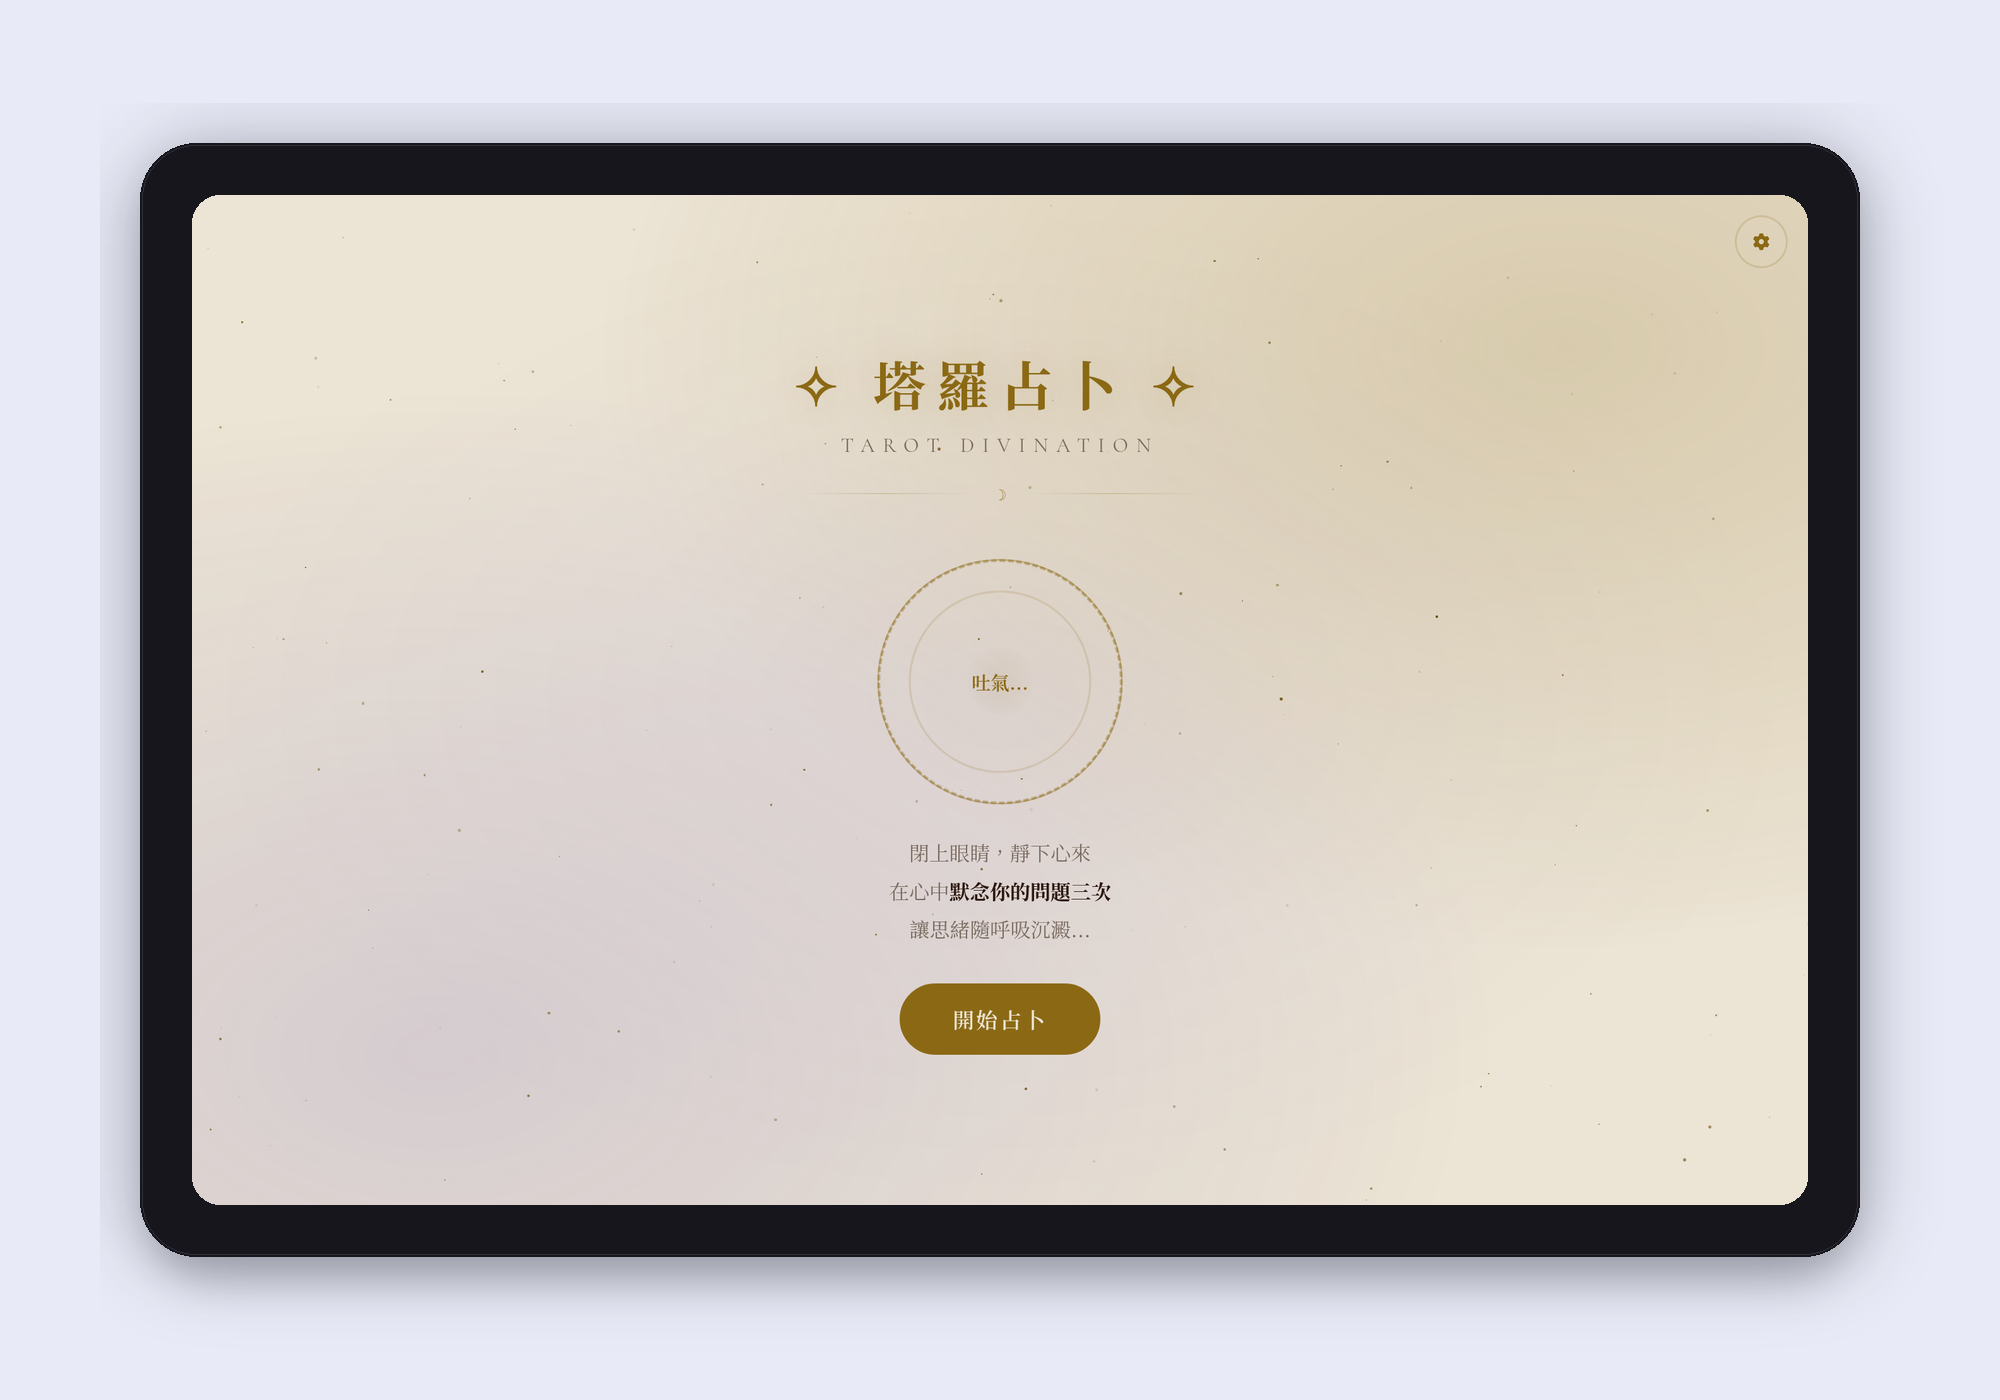 ✧ 塔羅占卜 ✧
TAROT DIVINATION
☽
吐氣...
閉上眼睛，靜下心來
在心中默念你的問題三次
讓思緒隨呼吸沉澱...
開始占卜